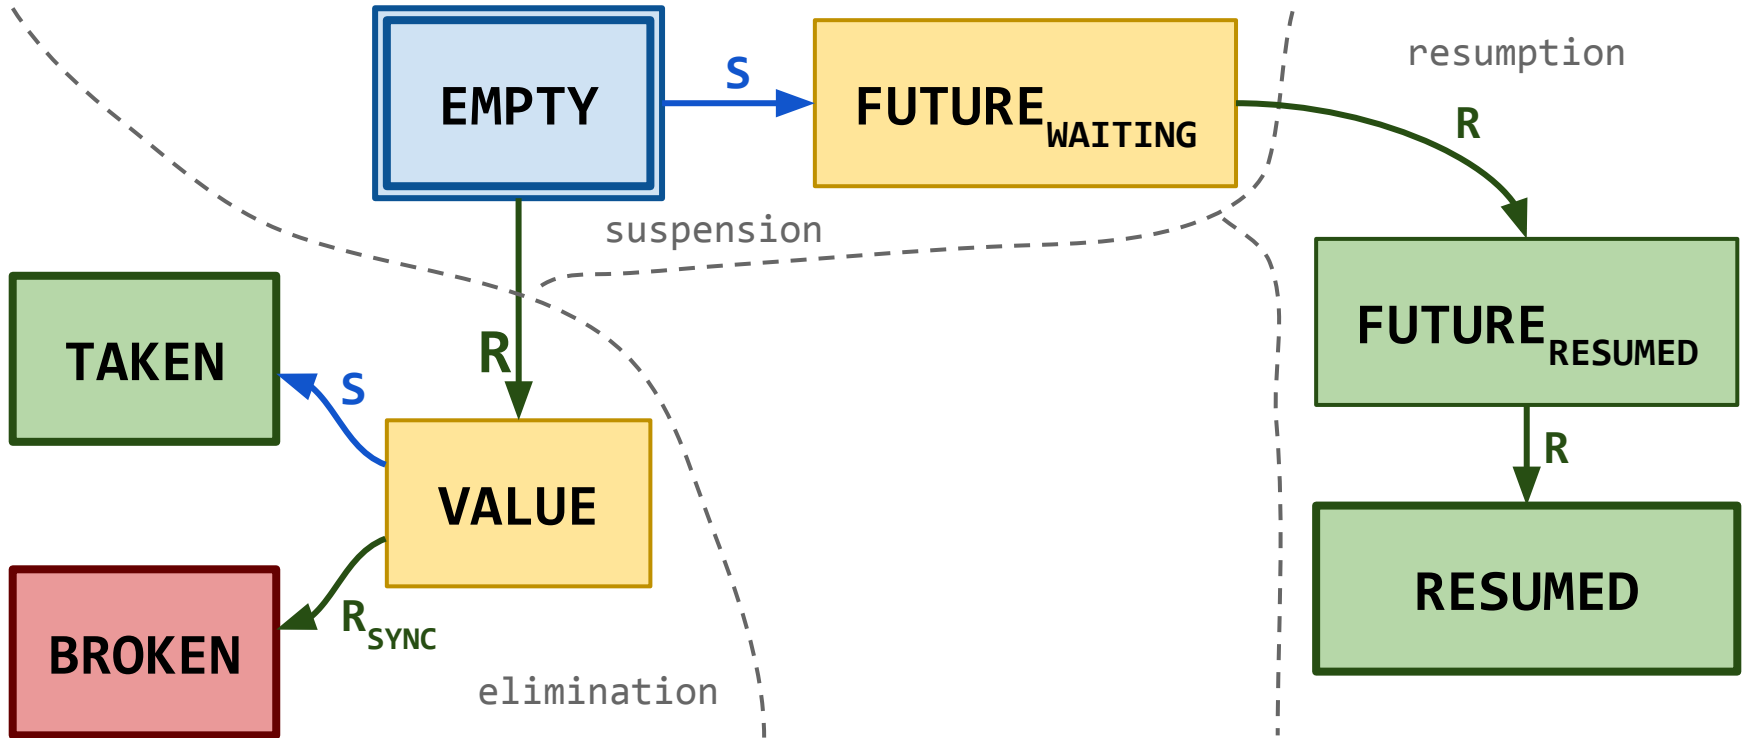 resumption
S
EMPTY
FUTURE WAITING
R
suspension
FUTURE RESUMED
R
TAKEN
S
R
VALUE
RESUMED
R SYNC
BROKEN
elimination